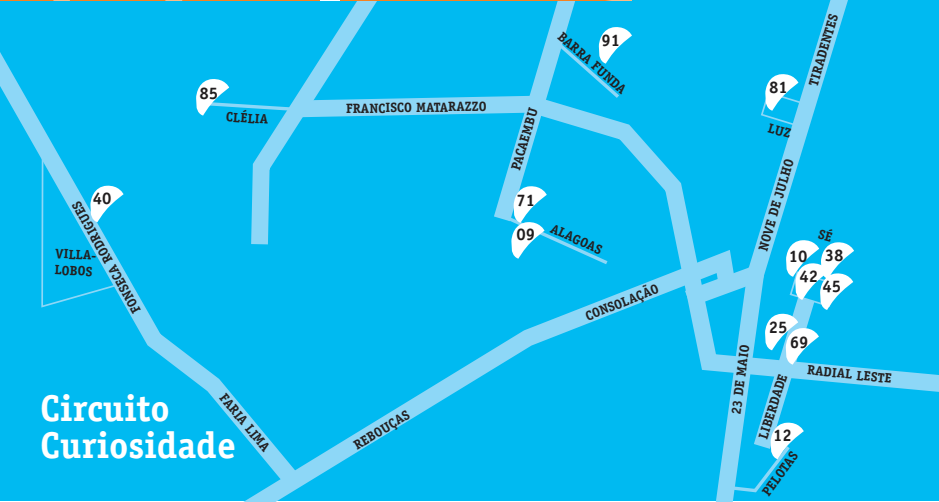 91
BARRA FUNDA
TIRADENTES
85
CLÉLIA
FRANCISCO MATARAZZO
81
LUZ
PACAEMBU
40
FONSECA RODRIGUES
VILLA-
LOBOS
71
09
ALAGOAS
NOVE DE JULHO
SÉ
10
38
42
45
CONSOLAÇÃO
25
69
RADIAL LESTE
23 DE MAIO
LIBERDADE
12
PELOTAS
FARIA LIMA
REBOUÇAS
Circuito
Curiosidade